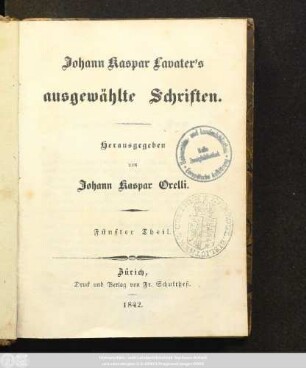 Johann Kaspar Lavater's
ausgewählte Schriften.
Herausgegeben
von
Johann Kaspar Orelli.
Fünfter Theil.
Zürich,
Druck und Verlag von Fr. Schultheß.
1842.